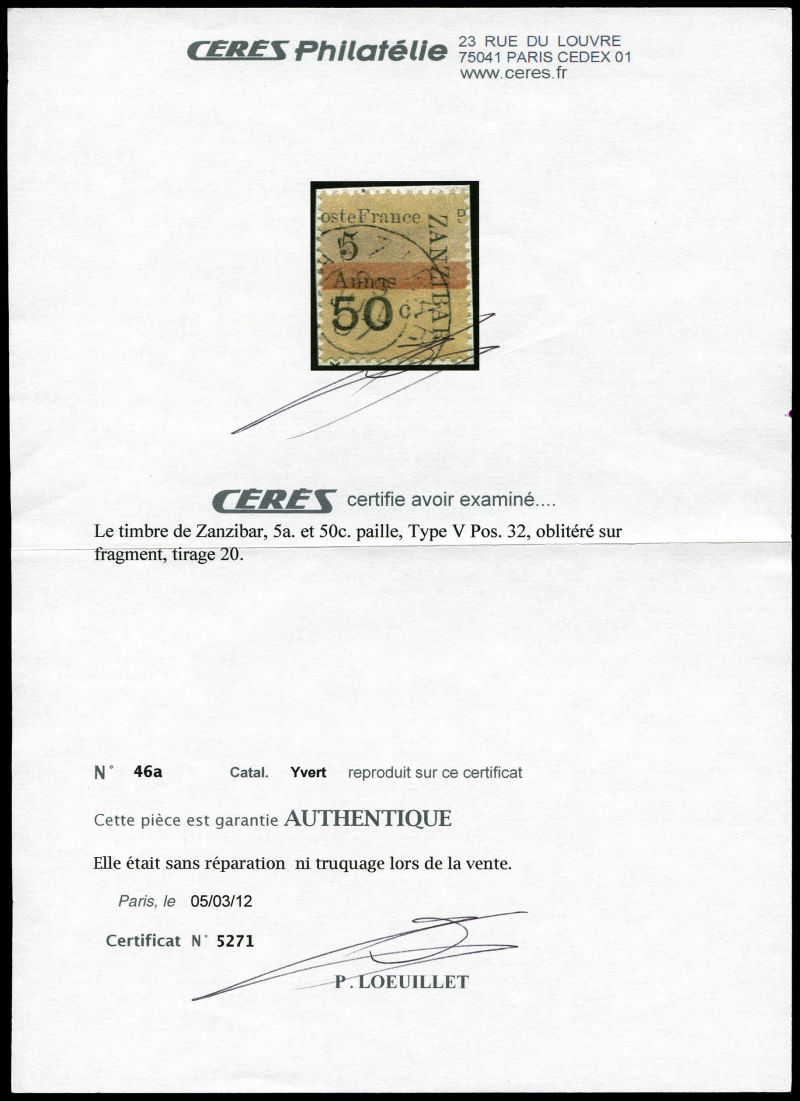 CÉRÈS Philatélie
23 RUE DU LOUVRE
75041 PARIS CEDEX 01
www.ceres.fr
osteFrance
ZANZIBAR
5
Annas
50 c.
CÉRÈS certifie avoir examiné....
Le timbre de Zanzibar, 5a. et 50c. paille, Type V Pos. 32, oblitéré sur
fragment, tirage 20.
N° 46a Catal. Yvert reproduit sur ce certificat
Cette pièce est garantie AUTHENTIQUE
Elle était sans réparation ni truquage lors de la vente.
Paris, le 05/03/12
Certificat N° 5271
P. LOEUILLET